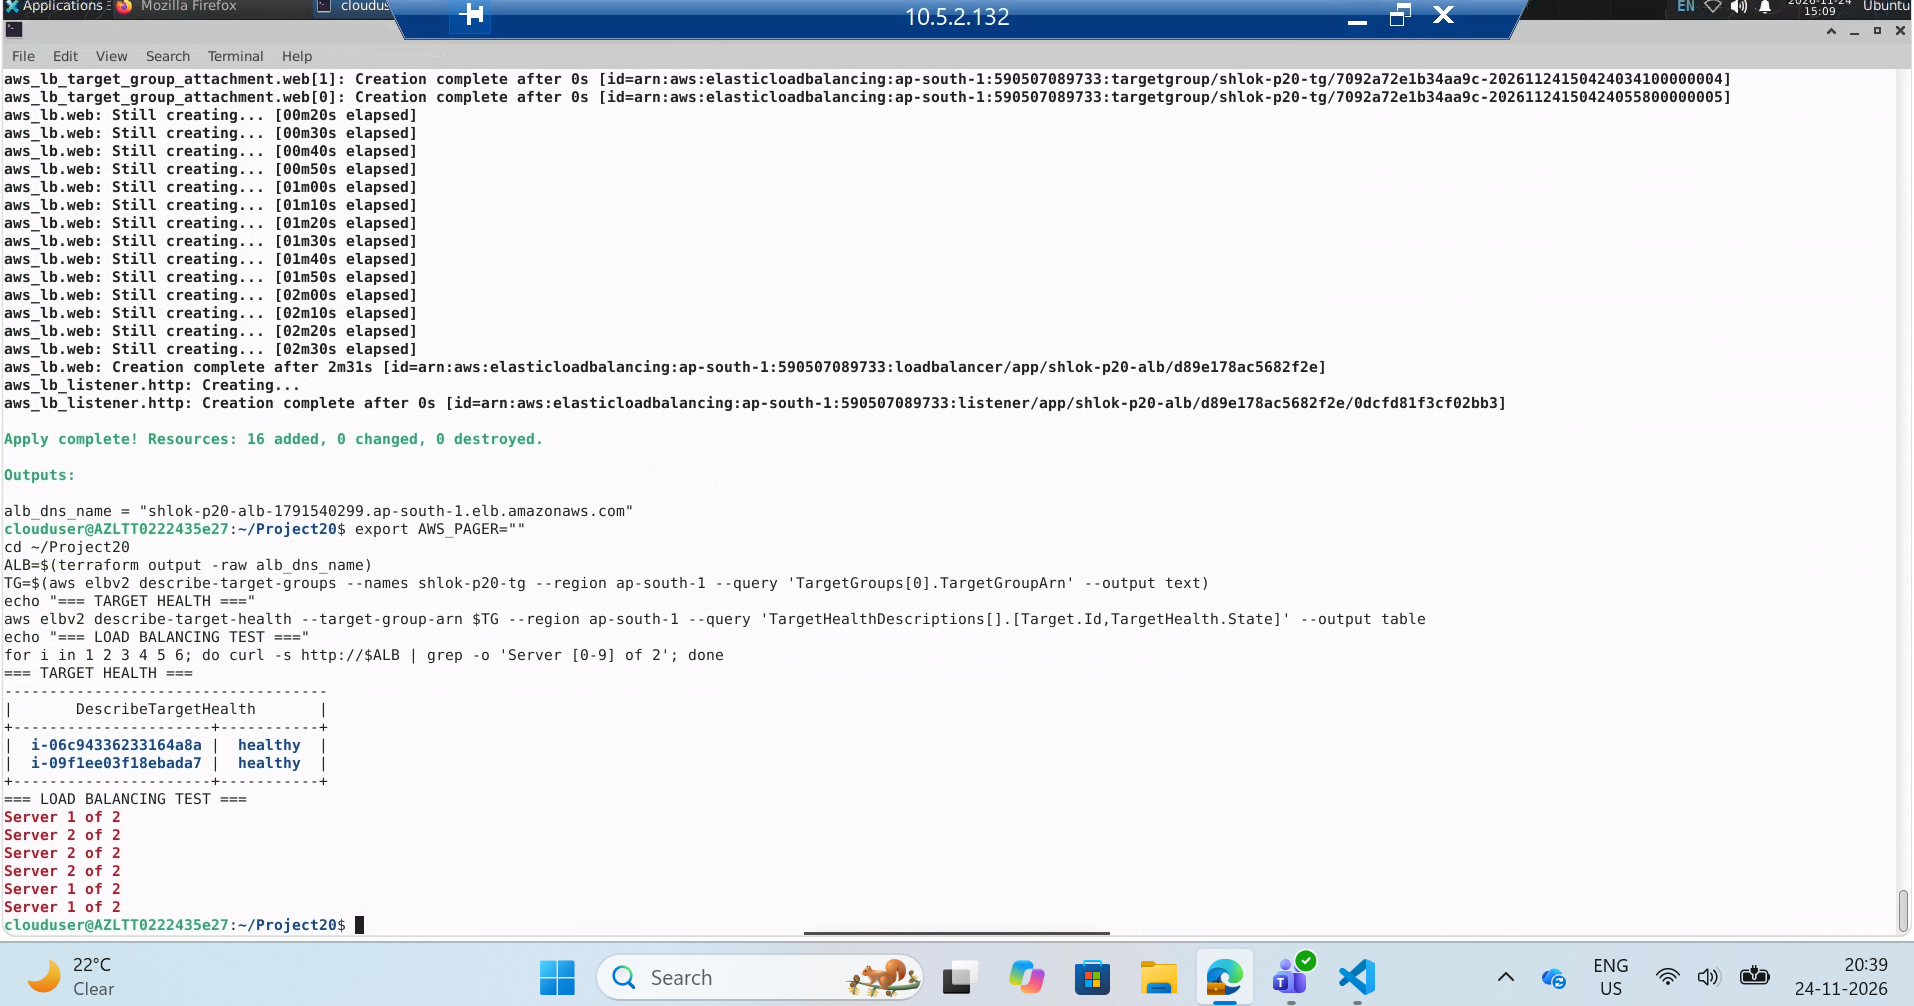 Applications
Mozilla Firefox
cloudus
10.5.2.132
EN
2026-11-24
15:09
Ubuntu
File Edit View Search Terminal Help
aws_lb_target_group_attachment.web[1]: Creation complete after 0s [id=arn:aws:elasticloadbalancing:ap-south-1:590507089733:targetgroup/shlok-p20-tg/7092a72e1b34aa9c-20261124150424034100000004]
aws_lb_target_group_attachment.web[0]: Creation complete after 0s [id=arn:aws:elasticloadbalancing:ap-south-1:590507089733:targetgroup/shlok-p20-tg/7092a72e1b34aa9c-20261124150424055800000005]
aws_lb.web: Still creating... [00m20s elapsed]
aws_lb.web: Still creating... [00m30s elapsed]
aws_lb.web: Still creating... [00m40s elapsed]
aws_lb.web: Still creating... [00m50s elapsed]
aws_lb.web: Still creating... [01m00s elapsed]
aws_lb.web: Still creating... [01m10s elapsed]
aws_lb.web: Still creating... [01m20s elapsed]
aws_lb.web: Still creating... [01m30s elapsed]
aws_lb.web: Still creating... [01m40s elapsed]
aws_lb.web: Still creating... [01m50s elapsed]
aws_lb.web: Still creating... [02m00s elapsed]
aws_lb.web: Still creating... [02m10s elapsed]
aws_lb.web: Still creating... [02m20s elapsed]
aws_lb.web: Still creating... [02m30s elapsed]
aws_lb.web: Creation complete after 2m31s [id=arn:aws:elasticloadbalancing:ap-south-1:590507089733:loadbalancer/app/shlok-p20-alb/d89e178ac5682f2e]
aws_lb_listener.http: Creating...
aws_lb_listener.http: Creation complete after 0s [id=arn:aws:elasticloadbalancing:ap-south-1:590507089733:listener/app/shlok-p20-alb/d89e178ac5682f2e/0dcfd81f3cf02bb3]
Apply complete! Resources: 16 added, 0 changed, 0 destroyed.
Outputs:
alb_dns_name = "shlok-p20-alb-1791540299.ap-south-1.elb.amazonaws.com"
clouduser@AZLTT0222435e27:~/Project20$ export AWS_PAGER=""
cd ~/Project20
ALB=$(terraform output -raw alb_dns_name)
TG=$(aws elbv2 describe-target-groups --names shlok-p20-tg --region ap-south-1 --query 'TargetGroups[0].TargetGroupArn' --output text)
echo "=== TARGET HEALTH ==="
aws elbv2 describe-target-health --target-group-arn $TG --region ap-south-1 --query 'TargetHealthDescriptions[].[Target.Id,TargetHealth.State]' --output table
echo "=== LOAD BALANCING TEST ==="
for i in 1 2 3 4 5 6; do curl -s http://$ALB | grep -o 'Server [0-9] of 2'; done
=== TARGET HEALTH ===
------------------------------------
|       DescribeTargetHealth       |
+----------------------+-----------+
|  i-06c94336233164a8a |  healthy  |
|  i-09f1ee03f18ebada7 |  healthy  |
+----------------------+-----------+
=== LOAD BALANCING TEST ===
Server 1 of 2
Server 2 of 2
Server 2 of 2
Server 2 of 2
Server 1 of 2
Server 1 of 2
clouduser@AZLTT0222435e27:~/Project20$
22°C
Clear
Search
ENG
US
20:39
24-11-2026